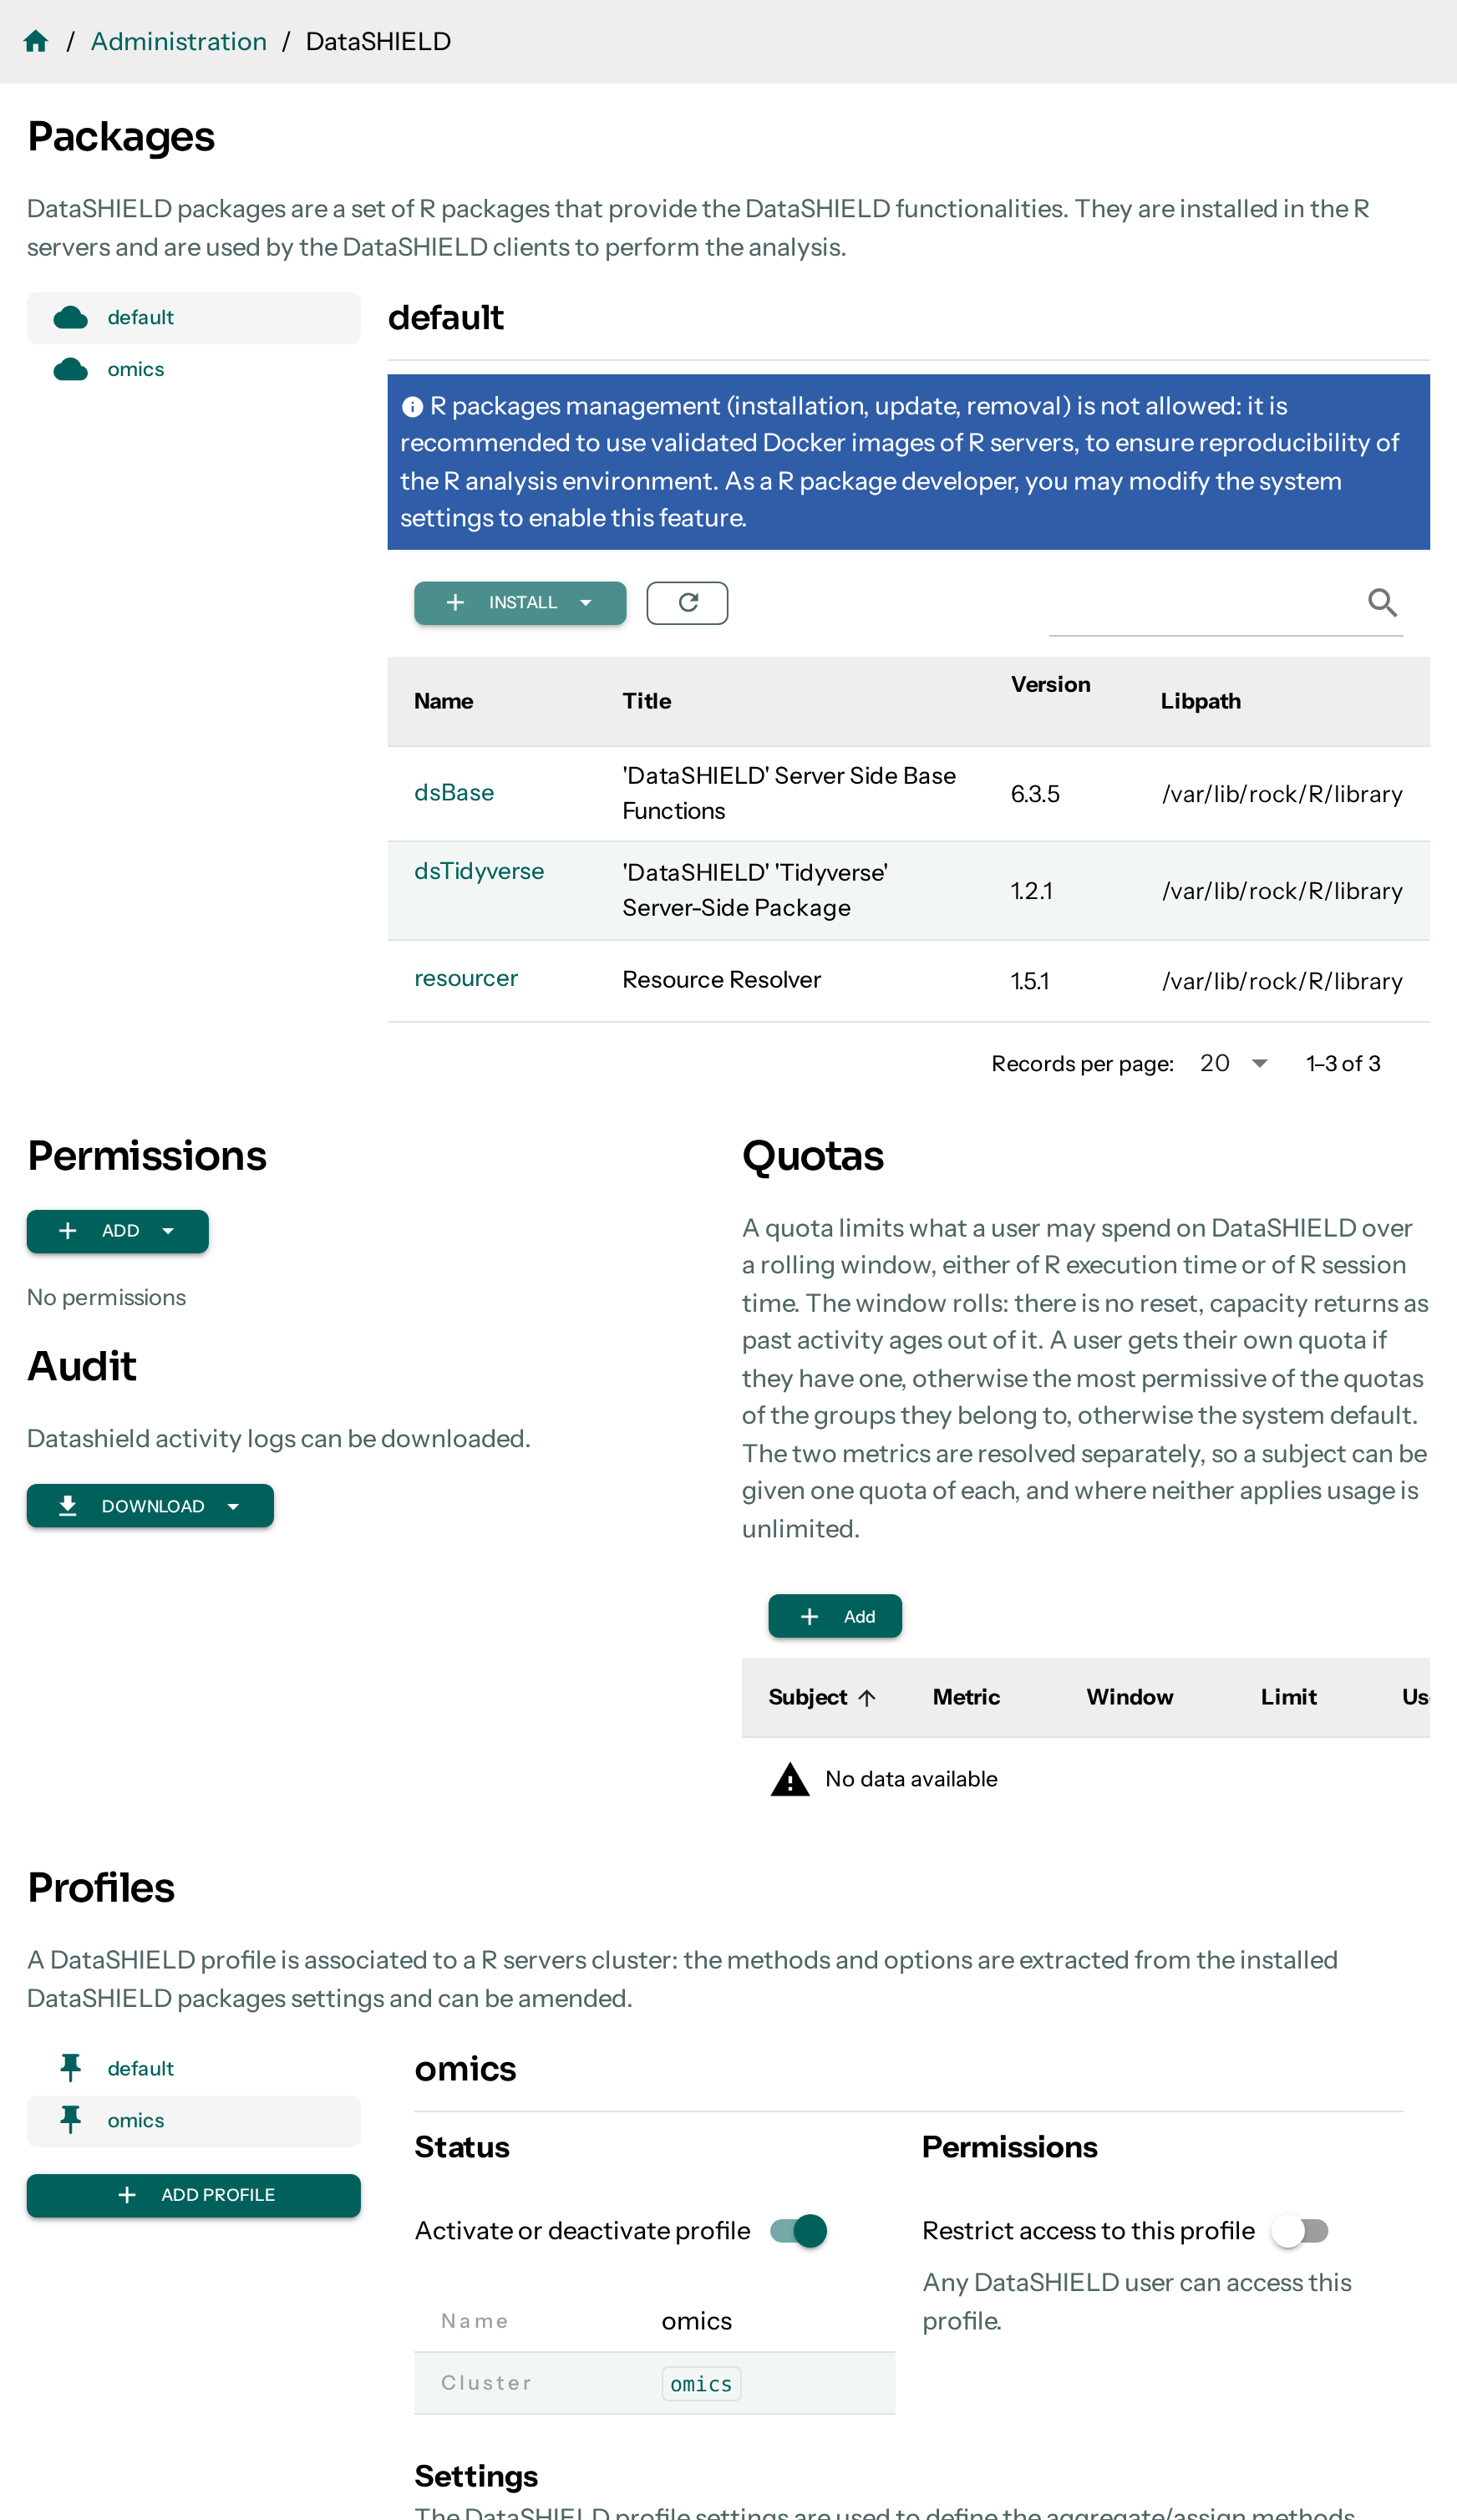 / Administration / DataSHIELD
Packages
DataSHIELD packages are a set of R packages that provide the DataSHIELD functionalities. They are installed in the R
servers and are used by the DataSHIELD clients to perform the analysis.
default
omics
default
R packages management (installation, update, removal) is not allowed: it is
recommended to use validated Docker images of R servers, to ensure reproducibility of
the R analysis environment. As a R package developer, you may modify the system
settings to enable this feature.
INSTALL
Name Title Version Libpath
dsBase 'DataSHIELD' Server Side Base Functions 6.3.5 /var/lib/rock/R/library
dsTidyverse 'DataSHIELD' 'Tidyverse' Server-Side Package 1.2.1 /var/lib/rock/R/library
resourcer Resource Resolver 1.5.1 /var/lib/rock/R/library
Records per page: 20 1-3 of 3
Permissions
ADD
No permissions
Audit
Datashield activity logs can be downloaded.
DOWNLOAD
Quotas
A quota limits what a user may spend on DataSHIELD over
a rolling window, either of R execution time or of R session
time. The window rolls: there is no reset, capacity returns as
past activity ages out of it. A user gets their own quota if
they have one, otherwise the most permissive of the quotas
of the groups they belong to, otherwise the system default.
The two metrics are resolved separately, so a subject can be
given one quota of each, and where neither applies usage is
unlimited.
Add
Subject Metric Window Limit
No data available
Profiles
A DataSHIELD profile is associated to a R servers cluster: the methods and options are extracted from the installed
DataSHIELD packages settings and can be amended.
default
omics
ADD PROFILE
omics
Status
Activate or deactivate profile
Name omics
Cluster omics
Permissions
Restrict access to this profile
Any DataSHIELD user can access this
profile.
Settings
The DataSHIELD profile settings are used to define the aggregate/assign methods